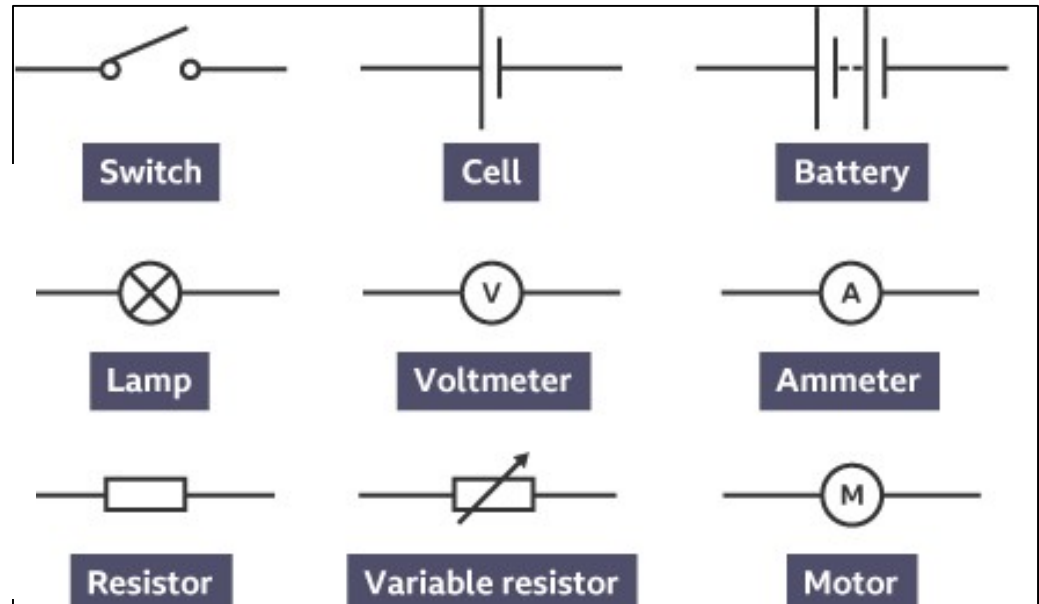 Switch
Cell
Battery
V
A
Lamp
Voltmeter
Ammeter
M
Resistor
Variable resistor
Motor